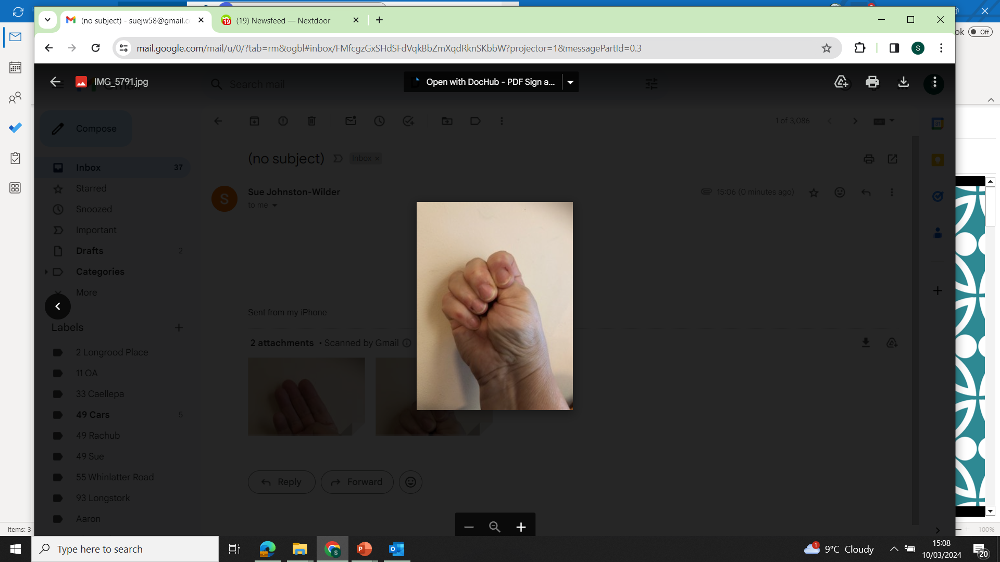 (no subject) - suejw58@gmail.c
(19) Newsfeed — Nextdoor
ok
Off
mail.google.com/mail/u/0/?tab=rm&ogbl#inbox/FMfcgzGxSHdSFdVqkBbZmXqdRknSKbbW?projector=1&messagePartId=0.3
S
IMG_5791.jpg
Search mail
Open with DocHub - PDF Sign a...
Compose
1 of 3,086
31
(no subject)
Inbox
Inbox
37
Starred
S
Sue Johnston-Wilder
15:06 (0 minutes ago)
to me
Snoozed
Important
Drafts
2
Categories
More
Sent from my iPhone
Labels
2 attachments • Scanned by Gmail
2 Longrood Place
11 OA
33 Caellepa
49 Cars
5
49 Rachub
49 Sue
55 Whinlatter Road
Reply
Forward
93 Longstork
Aaron
Items: 3
100%
Type here to search
S
P
1
9°C Cloudy
15:08
10/03/2024
20